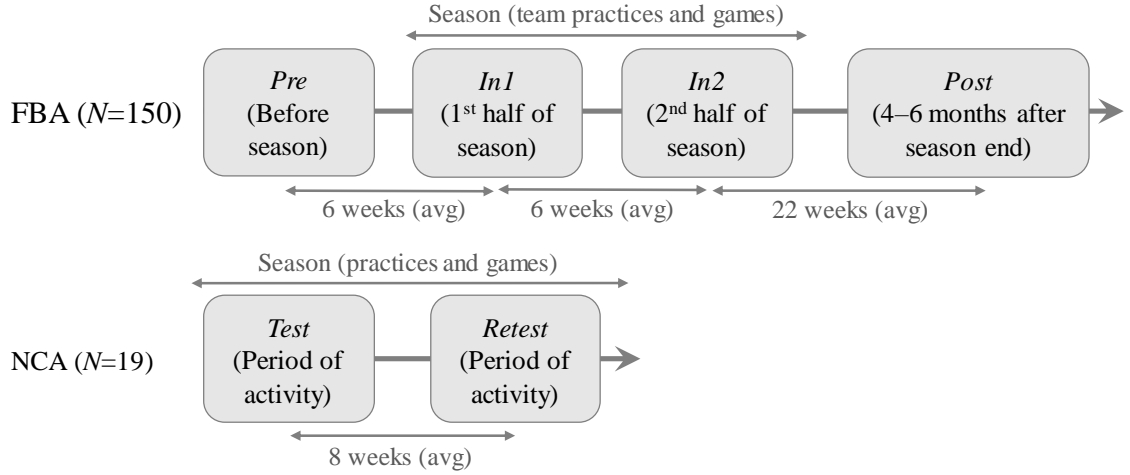 Season (team practices and games)
FBA (N=150)
Pre
(Before
season)
In1
(1st half of
season)
In2
(2nd half of
season)
Post
(4–6 months after
season end)
6 weeks (avg)
6 weeks (avg)
22 weeks (avg)
Season (practices and games)
NCA (N=19)
Test
(Period of
activity)
Retest
(Period of
activity)
8 weeks (avg)